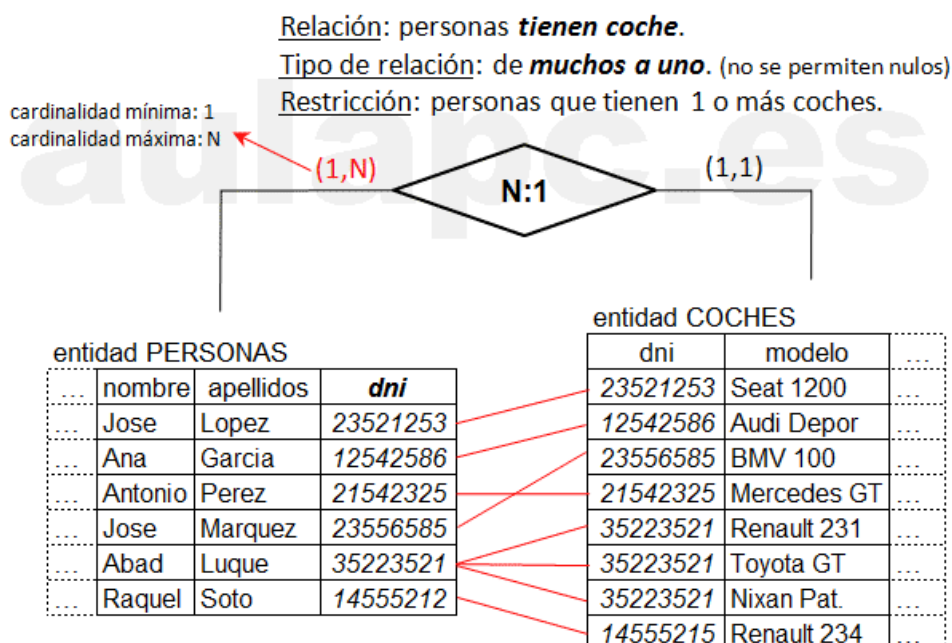 Relación: personas tienen coche.
Tipo de relación: de muchos a uno. (no se permiten nulos)
Restricción: personas que tienen 1 o más coches.
cardinalidad mínima: 1
cardinalidad máxima: N
aulapc.es
(1,N)
N:1
(1,1)
entidad PERSONAS
... nombre apellidos dni
... Jose Lopez 23521253
... Ana Garcia 12542586
... Antonio Perez 21542325
... Jose Marquez 23556585
... Abad Luque 35223521
... Raquel Soto 14555212
entidad COCHES
dni modelo ...
23521253 Seat 1200 ...
12542586 Audi Depor ...
23556585 BMV 100 ...
21542325 Mercedes GT ...
35223521 Renault 231 ...
35223521 Toyota GT ...
35223521 Nixan Pat. ...
14555215 Renault 234 ...